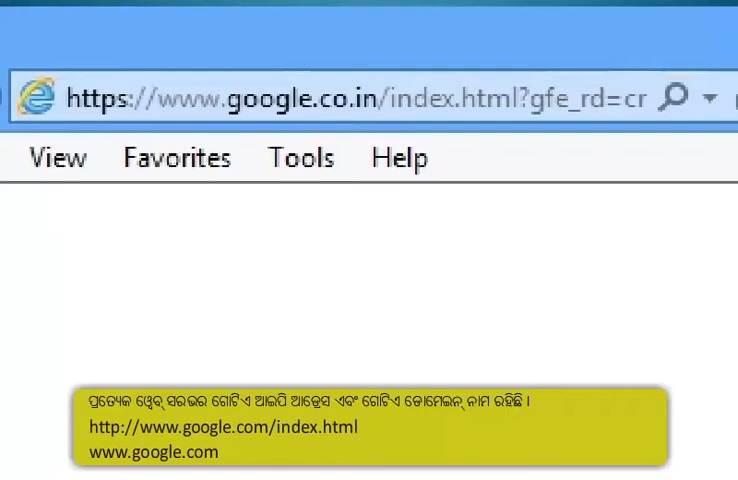 https://www.google.co.in/index.html?gfe_rd=cr
View Favorites Tools Help
ପ୍ରତ୍ୟେକ ୱେବ୍ ସରଭର ଗୋଟିଏ ଆଇପି ଆଡ୍ରେସ ଏବଂ ଗୋଟିଏ ଡୋମେଇନ୍ ନାମ ରହିଛି ।
http://www.google.com/index.html
www.google.com